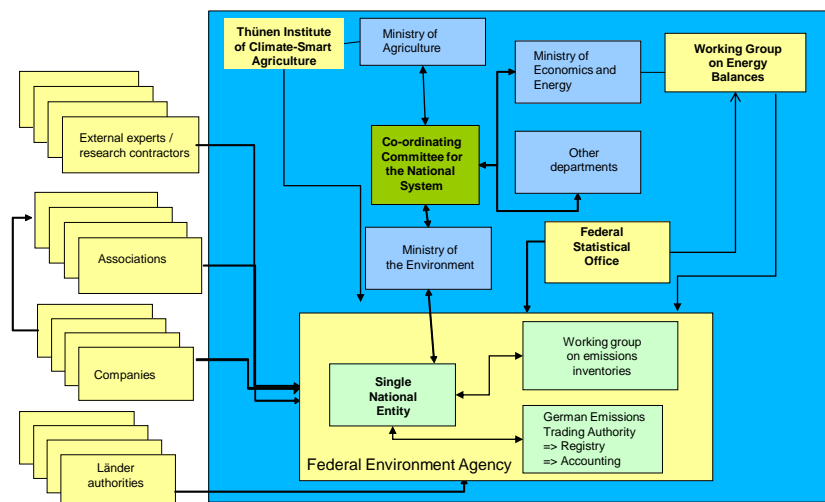 Thünen Institute
of Climate-Smart
Agriculture
Ministry of
Agriculture
Ministry of
Economics and
Energy
Working Group
on Energy
Balances
External experts /
research contractors
Co-ordinating
Committee for
the National
System
Other
departments
Associations
Ministry of
the Environment
Federal
Statistical
Office
Companies
Working group
on emissions
inventories
Single
National
Entity
German Emissions
Trading Authority
=> Registry
=> Accounting
Federal Environment Agency
Länder
authorities